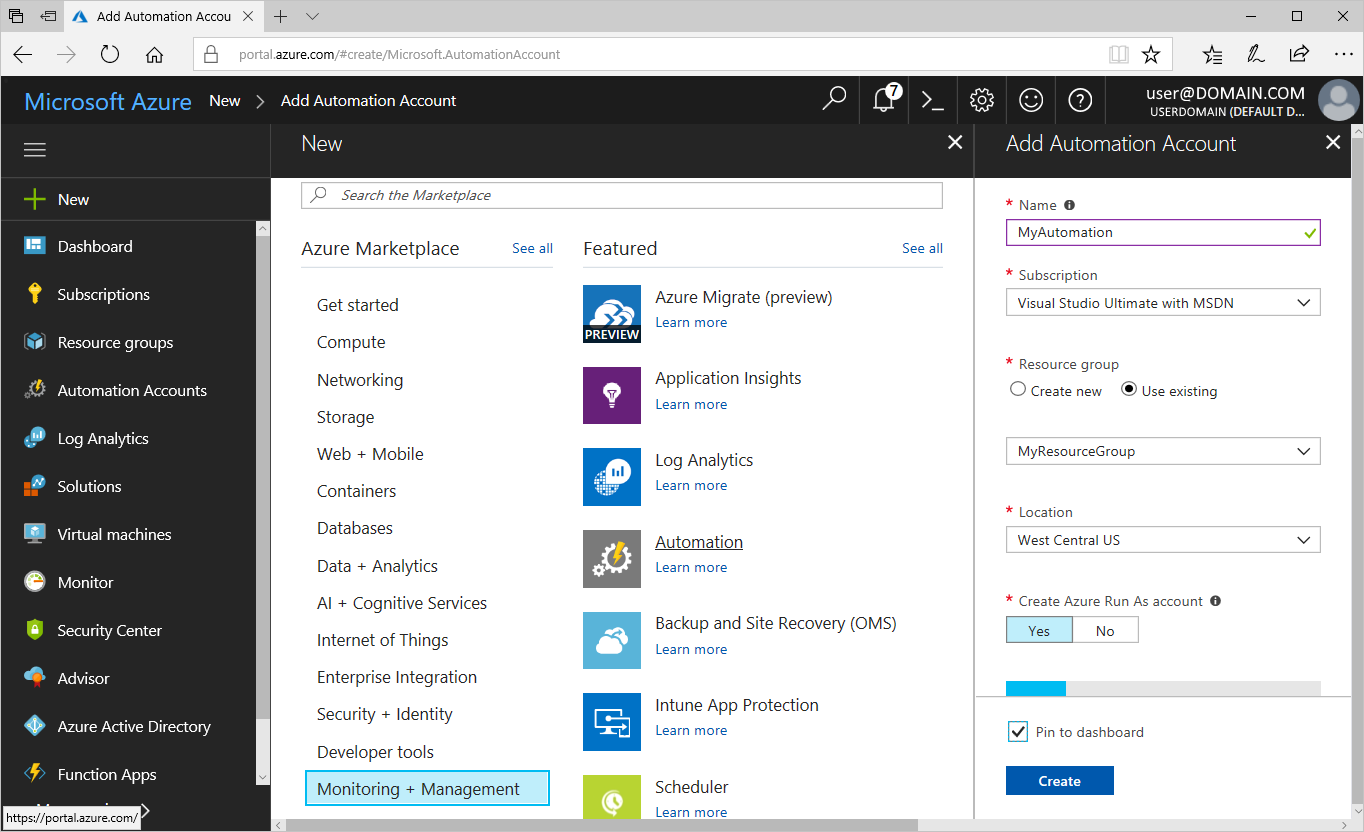 Add Automation Accou
portal.azure.com/#create/Microsoft.AutomationAccount
Microsoft Azure New > Add Automation Account
7
user@DOMAIN.COM
USERDOMAIN (DEFAULT D...
New
Dashboard
Subscriptions
Resource groups
Automation Accounts
Log Analytics
Solutions
Virtual machines
Monitor
Security Center
Advisor
Azure Active Directory
Function Apps
https://portal.azure.com/
New
Search the Marketplace
Azure Marketplace See all
Get started
Compute
Networking
Storage
Web + Mobile
Containers
Databases
Data + Analytics
AI + Cognitive Services
Internet of Things
Enterprise Integration
Security + Identity
Developer tools
Monitoring + Management
Featured See all
PREVIEW
Azure Migrate (preview)
Learn more
Application Insights
Learn more
Log Analytics
Learn more
Automation
Learn more
Backup and Site Recovery (OMS)
Learn more
Intune App Protection
Learn more
Scheduler
Learn more
Add Automation Account
* Name
MyAutomation
* Subscription
Visual Studio Ultimate with MSDN
* Resource group
Create new Use existing
MyResourceGroup
* Location
West Central US
* Create Azure Run As account
Yes No
Pin to dashboard
Create